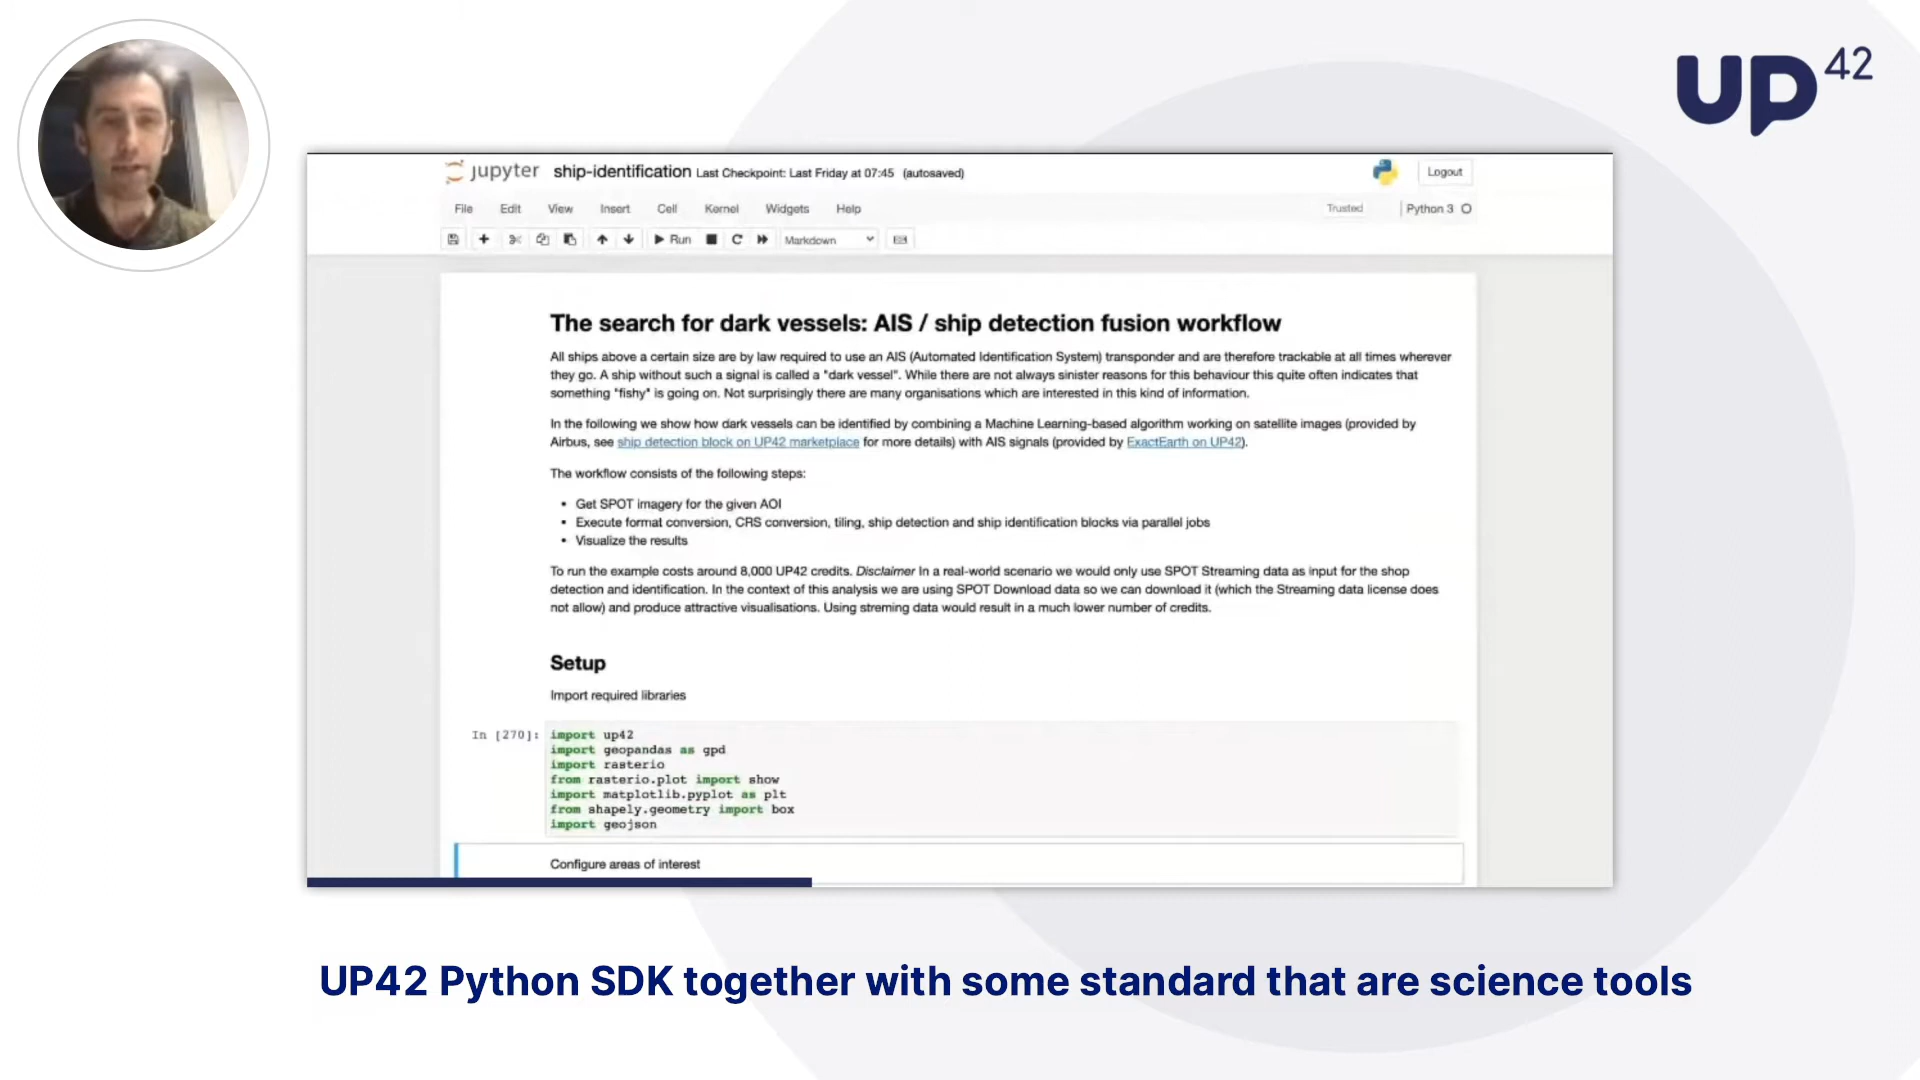 UP42
jupyter ship-identification Last Checkpoint: Last Friday at 07:45 (autosaved)
Logout
File Edit View Insert Cell Kernel Widgets Help
Trusted
Python 3
Run
Markdown
The search for dark vessels: AIS / ship detection fusion workflow
All ships above a certain size are by law required to use an AIS (Automated Identification System) transponder and are therefore trackable at all times wherever
they go. A ship without such a signal is called a "dark vessel". While there are not always sinister reasons for this behaviour this quite often indicates that
something "fishy" is going on. Not surprisingly there are many organisations which are interested in this kind of information.
In the following we show how dark vessels can be identified by combining a Machine Learning-based algorithm working on satellite images (provided by
Airbus, see ship detection block on UP42 marketplace for more details) with AIS signals (provided by ExactEarth on UP42).
The workflow consists of the following steps:
• Get SPOT imagery for the given AOI
• Execute format conversion, CRS conversion, tiling, ship detection and ship identification blocks via parallel jobs
• Visualize the results
To run the example costs around 8,000 UP42 credits. Disclaimer In a real-world scenario we would only use SPOT Streaming data as input for the shop
detection and identification. In the context of this analysis we are using SPOT Download data so we can download it (which the Streaming data license does
not allow) and produce attractive visualisations. Using streming data would result in a much lower number of credits.
Setup
Import required libraries
In [270]: import up42
import geopandas as gpd
import rasterio
from rasterio.plot import show
import matplotlib.pyplot as plt
from shapely.geometry import box
import geojson
Configure areas of interest
UP42 Python SDK together with some standard that are science tools